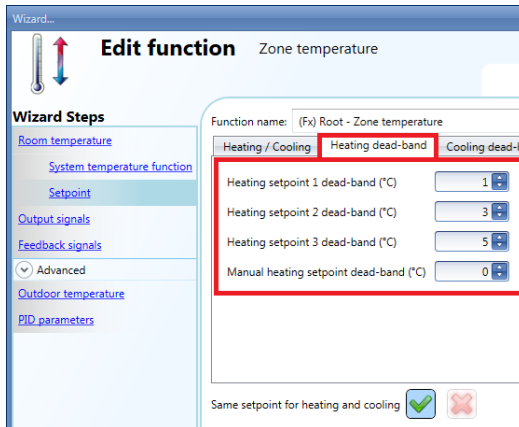 Wizard...
Edit function Zone temperature
Wizard Steps
Room temperature
System temperature function
Setpoint
Output signals
Feedback signals
Advanced
Outdoor temperature
PID parameters
Function name: (Fx) Root - Zone temperature
Heating / Cooling Heating dead-band Cooling dead-
Heating setpoint 1 dead-band (°C) 1
Heating setpoint 2 dead-band (°C) 3
Heating setpoint 3 dead-band (°C) 5
Manual heating setpoint dead-band (°C) 0
Same setpoint for heating and cooling